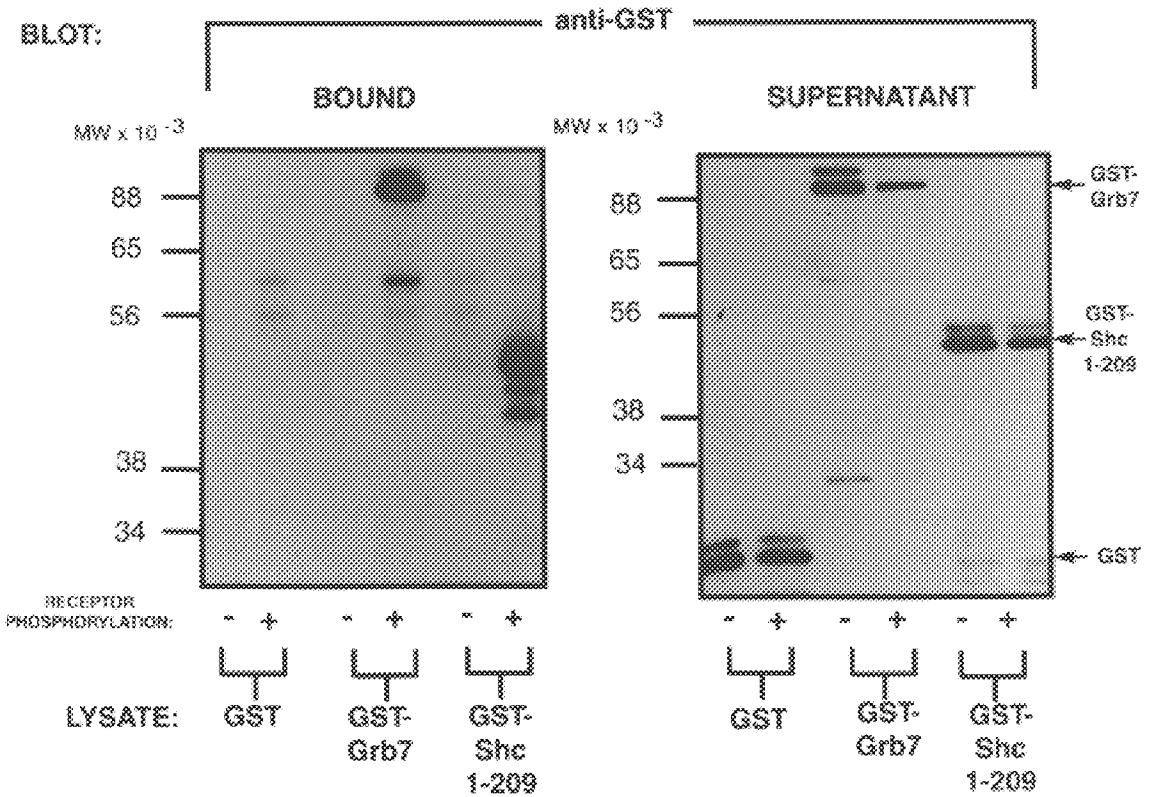 BLOT:
anti-GST
BOUND
SUPERNATANT
MW x 10 -3
MW x 10 -3
88
65
56
38
34
88
65
56
38
34
GST-
Grb7
GST-
Shc
1-209
GST
RECEPTOR
PHOSPHORYLATION:
- + - + - +
- + - + - +
LYSATE:
GST
GST-
Grb7
GST-
Shc
1-209
GST
GST-
Grb7
GST-
Shc
1-209